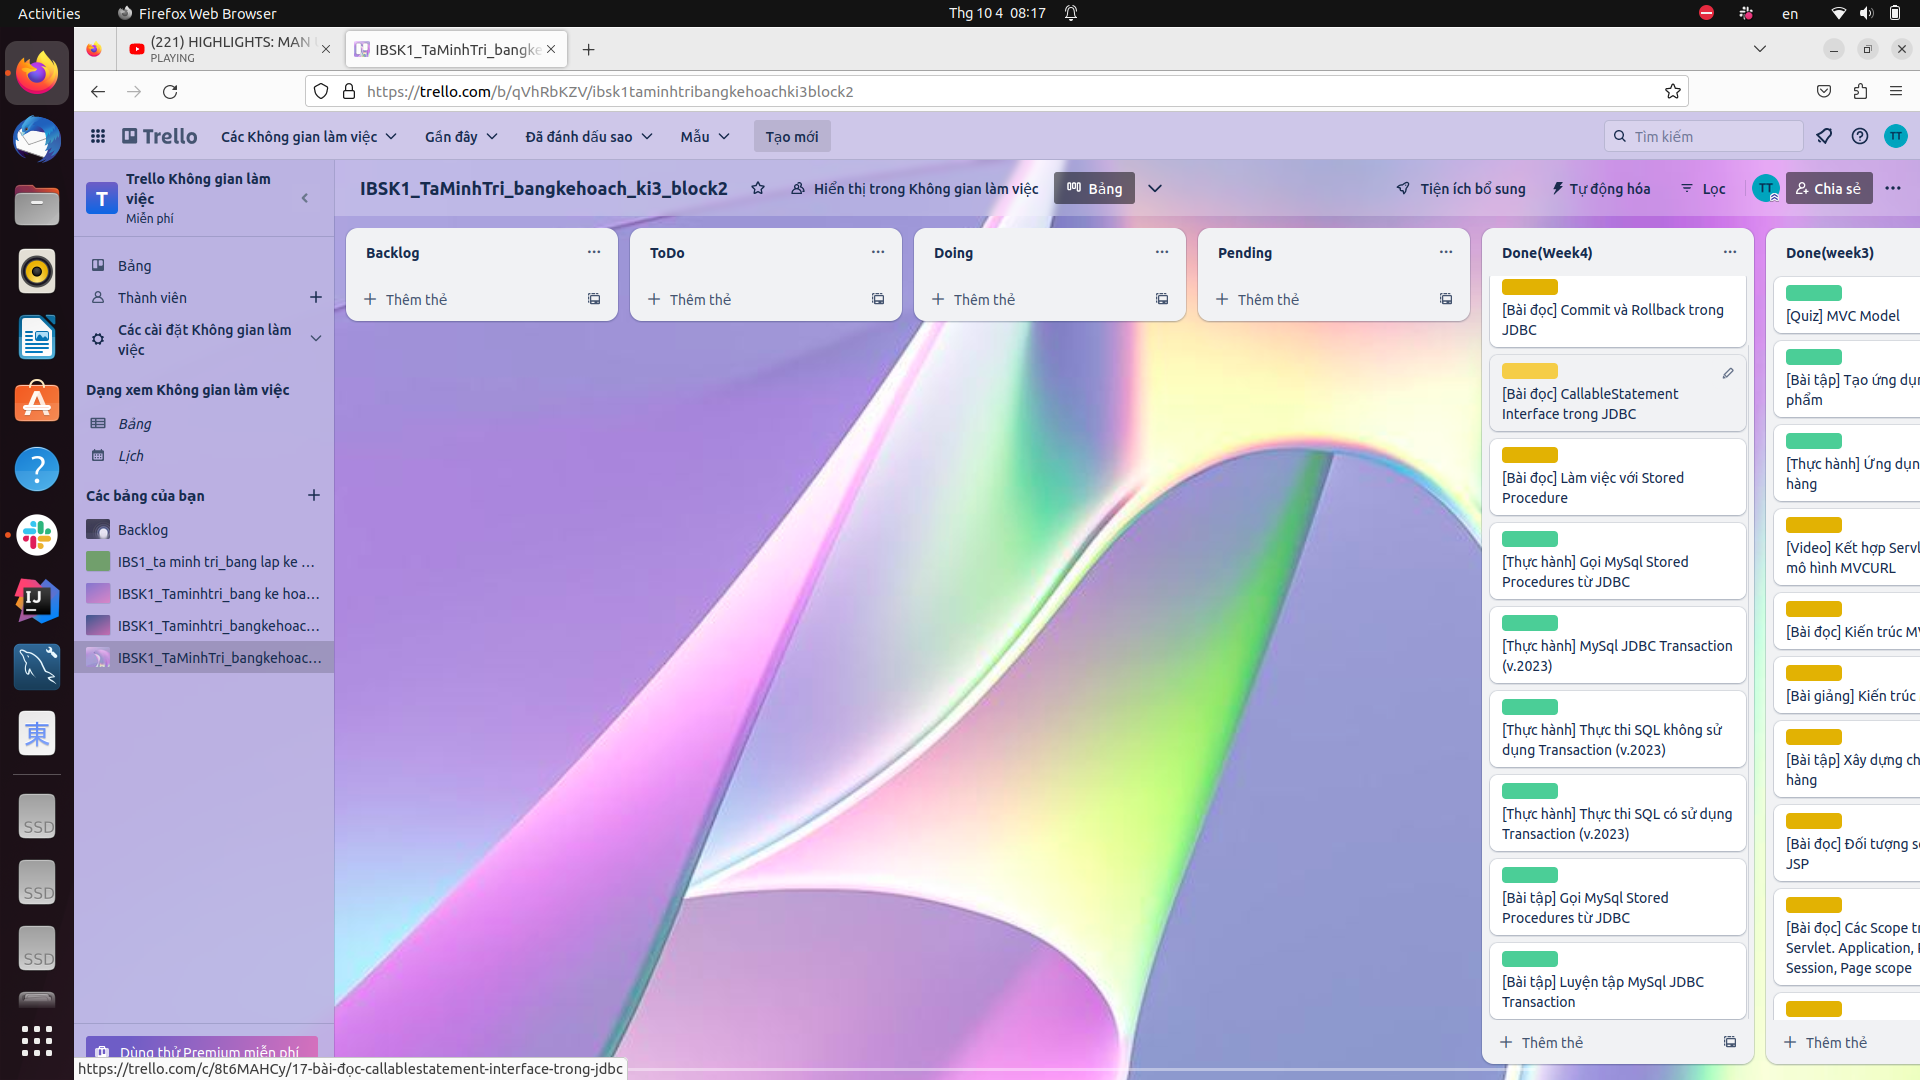 Activities
Firefox Web Browser
Thg 10 4 08:17
en
(221) HIGHLIGHTS: MAN
PLAYING
IBSK1_TaMinhTri_bangke
https://trello.com/b/qVhRbKZV/ibsk1taminhtribangkehoachki3block2
Trello
Các Không gian làm việc
Gần đây
Đã đánh dấu sao
Mẫu
Tạo mới
Tìm kiếm
TT
T
Trello Không gian làm
việc
Miễn phí
IBSK1_TaMinhTri_bangkehoach_ki3_block2
Hiển thị trong Không gian làm việc
Bảng
Tiện ích bổ sung
Tự động hóa
Lọc
TT
Chia sẻ
Bảng
Thành viên
Các cài đặt Không gian làm
việc
Dạng xem Không gian làm việc
Bảng
Lịch
Các bảng của bạn
Backlog
IBS1_ta minh tri_bang lap ke ...
IBSK1_Taminhtri_bang ke hoa...
IBSK1_Taminhtri_bangkehoac...
IBSK1_TaMinhTri_bangkehoac...
Dùng thử Premium miễn phí
Backlog
Thêm thẻ
ToDo
Thêm thẻ
Doing
Thêm thẻ
Pending
Thêm thẻ
Done(Week4)
[Bài đọc] Commit và Rollback trong
JDBC
[Bài đọc] CallableStatement
Interface trong JDBC
[Bài đọc] Làm việc với Stored
Procedure
[Thực hành] Gọi MySql Stored
Procedures từ JDBC
[Thực hành] MySql JDBC Transaction
(v.2023)
[Thực hành] Thực thi SQL không sử
dụng Transaction (v.2023)
[Thực hành] Thực thi SQL có sử dụng
Transaction (v.2023)
[Bài tập] Gọi MySql Stored
Procedures từ JDBC
[Bài tập] Luyện tập MySql JDBC
Transaction
Thêm thẻ
Done(week3)
[Quiz] MVC Model
[Bài tập] Tạo ứng dụ
phẩm
[Thực hành] Ứng dụn
hàng
[Video] Kết hợp Servl
mô hình MVCURL
[Bài đọc] Kiến trúc M
[Bài giảng] Kiến trúc
[Bài tập] Xây dựng ch
hàng
[Bài đọc] Đối tượng s
JSP
[Bài đọc] Các Scope tr
Servlet. Application,
Session, Page scope
Thêm thẻ
IJ
東
SSD
SSD
SSD
https://trello.com/c/8t6MAHCy/17-bài-đọc-callablestatement-interface-trong-jdbc